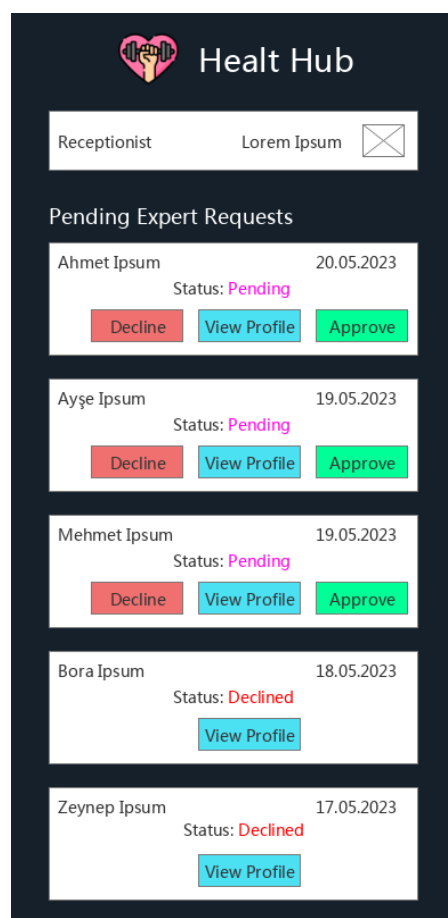 Healt Hub
Receptionist Lorem Ipsum
Pending Expert Requests
Ahmet Ipsum 20.05.2023
Status: Pending
Decline View Profile Approve
Ayşe Ipsum 19.05.2023
Status: Pending
Decline View Profile Approve
Mehmet Ipsum 19.05.2023
Status: Pending
Decline View Profile Approve
Bora Ipsum 18.05.2023
Status: Declined
View Profile
Zeynep Ipsum 17.05.2023
Status: Declined
View Profile